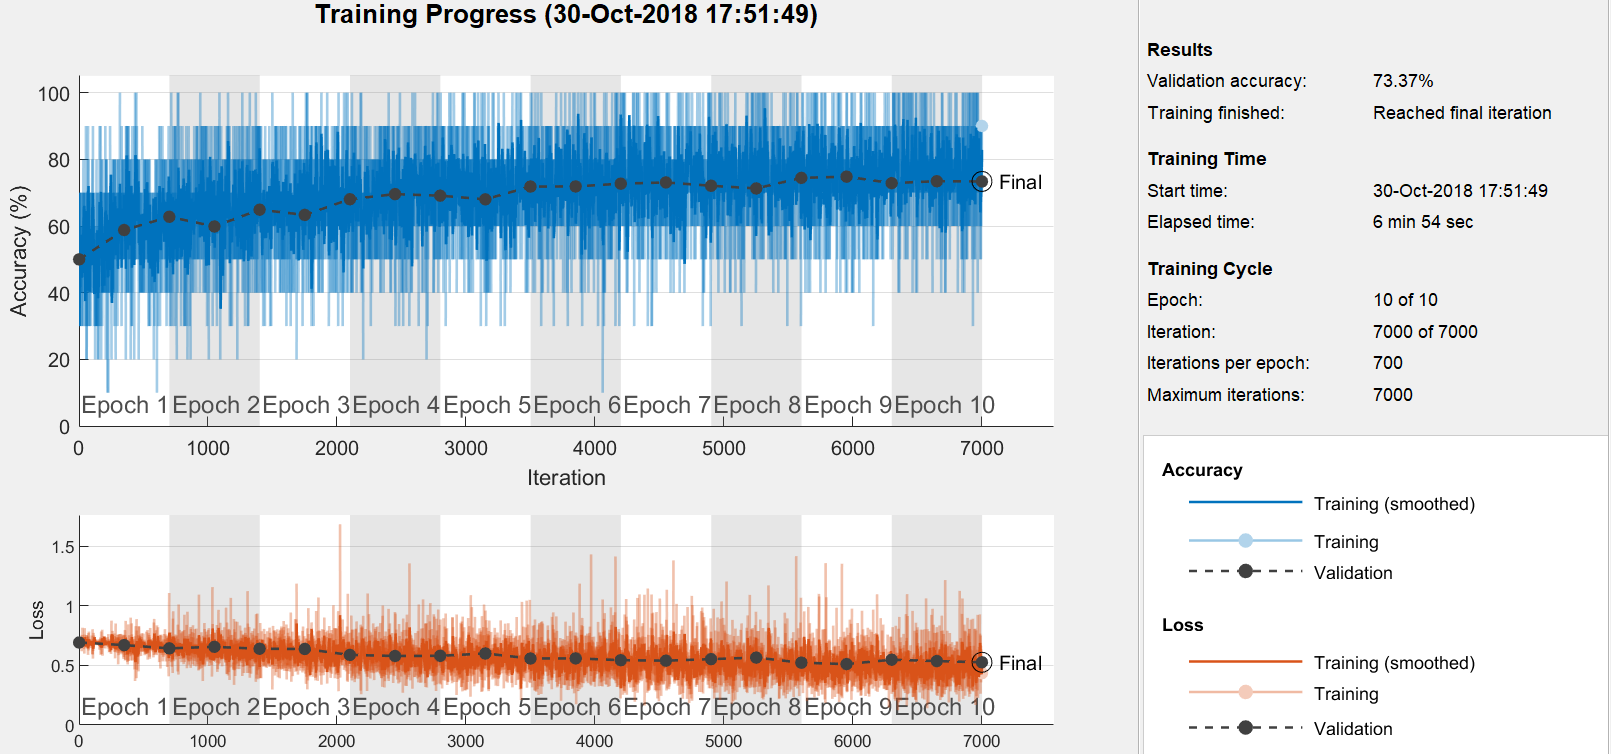 Training Progress (30-Oct-2018 17:51:49)
100
80
60
40
20
0
Accuracy (%)
Epoch 1 Epoch 2 Epoch 3 Epoch 4 Epoch 5 Epoch 6 Epoch 7 Epoch 8 Epoch 9 Epoch 10
Final
0 1000 2000 3000 4000 5000 6000 7000
Iteration
1.5
1
0.5
0
Loss
Epoch 1 Epoch 2 Epoch 3 Epoch 4 Epoch 5 Epoch 6 Epoch 7 Epoch 8 Epoch 9 Epoch 10
Final
0 1000 2000 3000 4000 5000 6000 7000
Results
Validation accuracy: 73.37%
Training finished: Reached final iteration
Training Time
Start time: 30-Oct-2018 17:51:49
Elapsed time: 6 min 54 sec
Training Cycle
Epoch: 10 of 10
Iteration: 7000 of 7000
Iterations per epoch: 700
Maximum iterations: 7000
Accuracy
Training (smoothed)
Training
Validation
Loss
Training (smoothed)
Training
Validation